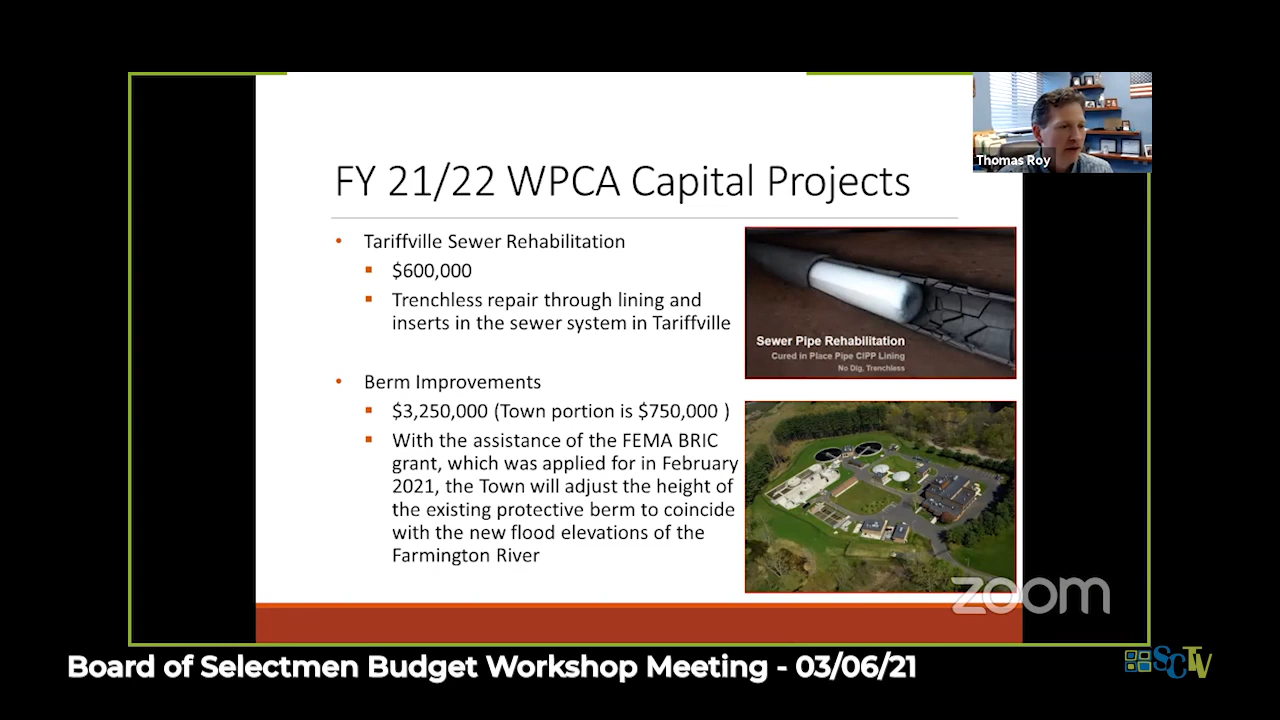 Thomas Roy
FY 21/22 WPCA Capital Projects
• Tariffville Sewer Rehabilitation
▪ $600,000
▪ Trenchless repair through lining and
inserts in the sewer system in Tariffville
• Berm Improvements
▪ $3,250,000 (Town portion is $750,000 )
▪ With the assistance of the FEMA BRIC
grant, which was applied for in February
2021, the Town will adjust the height of
the existing protective berm to coincide
with the new flood elevations of the
Farmington River
Sewer Pipe Rehabilitation
Cured in Place Pipe CIPP Lining
No Dig, Trenchless
zoom
Board of Selectmen Budget Workshop Meeting - 03/06/21
SCTV